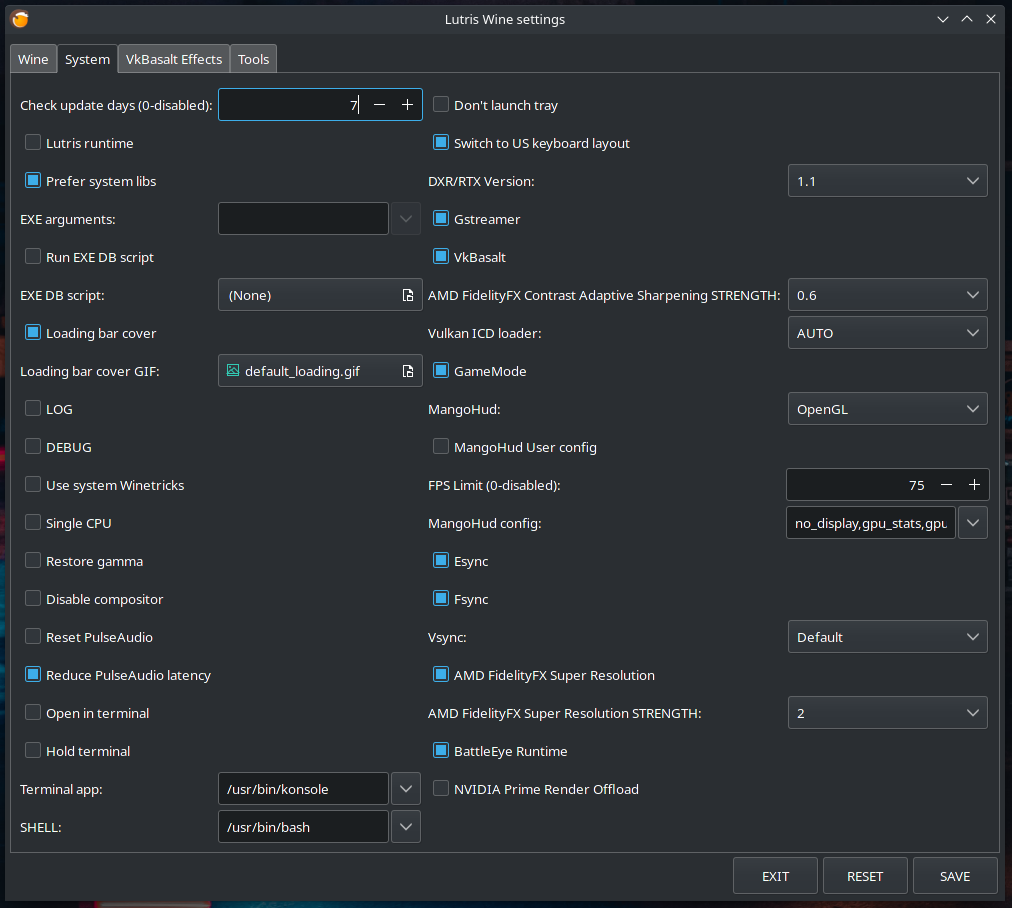 Lutris Wine settings
Wine System VkBasalt Effects Tools
Check update days (0-disabled): 7 Don't launch tray
Lutris runtime Switch to US keyboard layout
Prefer system libs DXR/RTX Version: 1.1
EXE arguments: Gstreamer
Run EXE DB script VkBasalt
EXE DB script: (None) AMD FidelityFX Contrast Adaptive Sharpening STRENGTH: 0.6
Loading bar cover Vulkan ICD loader: AUTO
Loading bar cover GIF: default_loading.gif GameMode
LOG MangoHud: OpenGL
DEBUG MangoHud User config
Use system Winetricks FPS Limit (0-disabled): 75
Single CPU MangoHud config: no_display,gpu_stats,gpu
Restore gamma Esync
Disable compositor Fsync
Reset PulseAudio Vsync: Default
Reduce PulseAudio latency AMD FidelityFX Super Resolution
Open in terminal AMD FidelityFX Super Resolution STRENGTH: 2
Hold terminal BattleEye Runtime
Terminal app: /usr/bin/konsole NVIDIA Prime Render Offload
SHELL: /usr/bin/bash
EXIT RESET SAVE